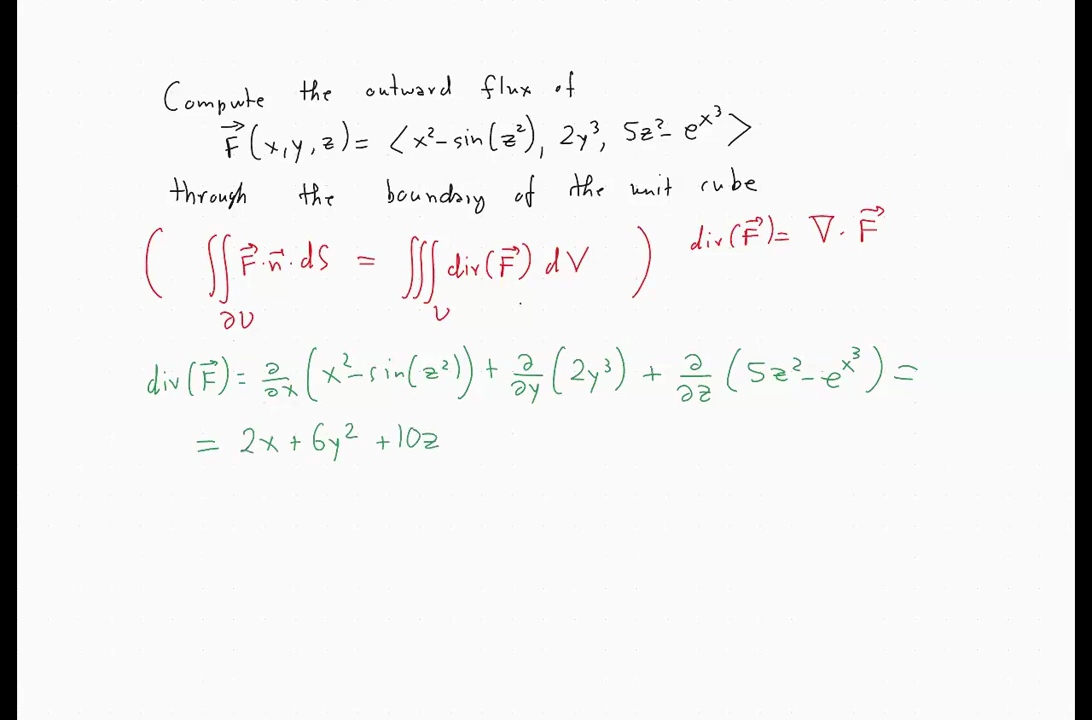 Compute the outward flux of
F⃗(x,y,z) = ⟨x² - sin(z²), 2y³, 5z² - e^{x³}⟩
through the boundary of the unit cube
( ∬_{∂U} F⃗·n⃗·dS = ∭_U div(F⃗) dV ) div(F⃗) = ∇·F⃗
div(F⃗) = ∂/∂x (x² - sin(z²)) + ∂/∂y (2y³) + ∂/∂z (5z² - e^{x³}) =
= 2x + 6y² + 10z